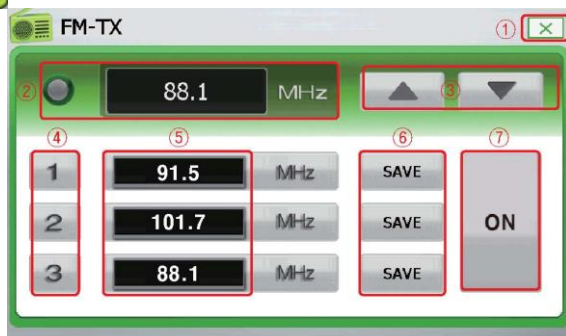 FM-TX ① ×
② 88.1 MHz ③
④ ⑤ ⑥ ⑦
1 91.5 MHz SAVE
2 101.7 MHz SAVE ON
3 88.1 MHz SAVE